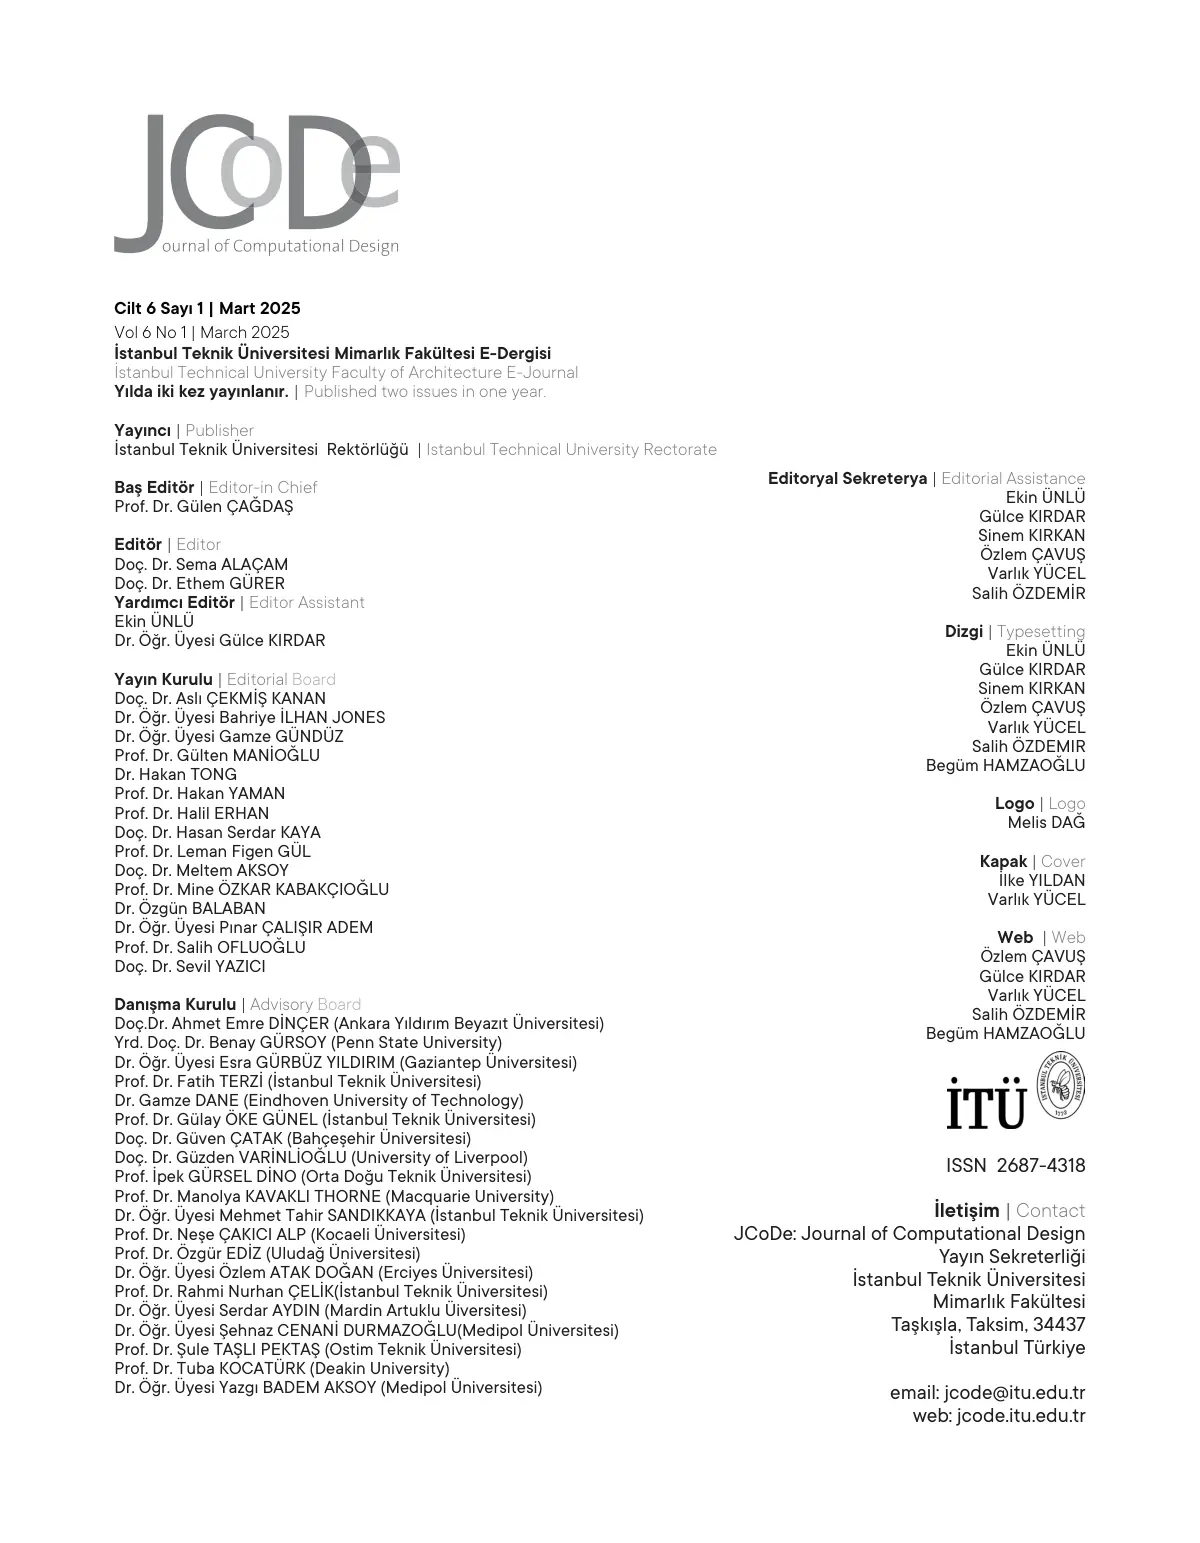 JCoDe
Journal of Computational Design
Cilt 6 Sayı 1 | Mart 2025
Vol 6 No 1 | March 2025
İstanbul Teknik Üniversitesi Mimarlık Fakültesi E-Dergisi
İstanbul Technical University Faculty of Architecture E-Journal
Yılda iki kez yayınlanır. | Published two issues in one year.
Yayıncı | Publisher
İstanbul Teknik Üniversitesi Rektörlüğü | Istanbul Technical University Rectorate
Baş Editör | Editor-in Chief
Prof. Dr. Gülen ÇAĞDAŞ
Editör | Editor
Doç. Dr. Sema ALAÇAM
Doç. Dr. Ethem GÜRER
Yardımcı Editör | Editor Assistant
Ekin ÜNLÜ
Dr. Öğr. Üyesi Gülce KIRDAR
Yayın Kurulu | Editorial Board
Doç. Dr. Aslı ÇEKMİŞ KANAN
Dr. Öğr. Üyesi Bahriye İLHAN JONES
Dr. Öğr. Üyesi Gamze GÜNDÜZ
Prof. Dr. Gülten MANİOĞLU
Dr. Hakan TONG
Prof. Dr. Hakan YAMAN
Prof. Dr. Halil ERHAN
Doç. Dr. Hasan Serdar KAYA
Prof. Dr. Leman Figen GÜL
Doç. Dr. Meltem AKSOY
Prof. Dr. Mine ÖZKAR KABAKÇIOĞLU
Dr. Özgün BALABAN
Dr. Öğr. Üyesi Pınar ÇALIŞIR ADEM
Prof. Dr. Salih OFLUOĞLU
Doç. Dr. Sevil YAZICI
Danışma Kurulu | Advisory Board
Doç.Dr. Ahmet Emre DİNÇER (Ankara Yıldırım Beyazıt Üniversitesi)
Yrd. Doç. Dr. Benay GÜRSOY (Penn State University)
Dr. Öğr. Üyesi Esra GÜRBÜZ YILDIRIM (Gaziantep Üniversitesi)
Prof. Dr. Fatih TERZİ (İstanbul Teknik Üniversitesi)
Dr. Gamze DANE (Eindhoven University of Technology)
Prof. Dr. Gülay ÖKE GÜNEL (İstanbul Teknik Üniversitesi)
Doç. Dr. Güven ÇATAK (Bahçeşehir Üniversitesi)
Doç. Dr. Güzden VARİNLİOĞLU (University of Liverpool)
Prof. İpek GÜRSEL DİNO (Orta Doğu Teknik Üniversitesi)
Prof. Dr. Manolya KAVAKLI THORNE (Macquarie University)
Dr. Öğr. Üyesi Mehmet Tahir SANDIKKAYA (İstanbul Teknik Üniversitesi)
Prof. Dr. Neşe ÇAKICI ALP (Kocaeli Üniversitesi)
Prof. Dr. Özgür EDİZ (Uludağ Üniversitesi)
Dr. Öğr. Üyesi Özlem ATAK DOĞAN (Erciyes Üniversitesi)
Prof. Dr. Rahmi Nurhan ÇELİK(İstanbul Teknik Üniversitesi)
Dr. Öğr. Üyesi Serdar AYDIN (Mardin Artuklu Üiversitesi)
Dr. Öğr. Üyesi Şehnaz CENANİ DURMAZOĞLU(Medipol Üniversitesi)
Prof. Dr. Şule TAŞLI PEKTAŞ (Ostim Teknik Üniversitesi)
Prof. Dr. Tuba KOCATÜRK (Deakin University)
Dr. Öğr. Üyesi Yazgı BADEM AKSOY (Medipol Üniversitesi)
Editoryal Sekreterya | Editorial Assistance
Ekin ÜNLÜ
Gülce KIRDAR
Sinem KIRKAN
Özlem ÇAVUŞ
Varlık YÜCEL
Salih ÖZDEMİR
Dizgi | Typesetting
Ekin ÜNLÜ
Gülce KIRDAR
Sinem KIRKAN
Özlem ÇAVUŞ
Varlık YÜCEL
Salih ÖZDEMIR
Begüm HAMZAOĞLU
Logo | Logo
Melis DAĞ
Kapak | Cover
İlke YILDAN
Varlık YÜCEL
Web | Web
Özlem ÇAVUŞ
Gülce KIRDAR
Varlık YÜCEL
Salih ÖZDEMİR
Begüm HAMZAOĞLU
İTÜ
İSTANBUL TEKNİK ÜNİVERSİTESİ
1773
ISSN 2687-4318
İletişim | Contact
JCoDe: Journal of Computational Design
Yayın Sekreterliği
İstanbul Teknik Üniversitesi
Mimarlık Fakültesi
Taşkışla, Taksim, 34437
İstanbul Türkiye
email: jcode@itu.edu.tr
web: jcode.itu.edu.tr